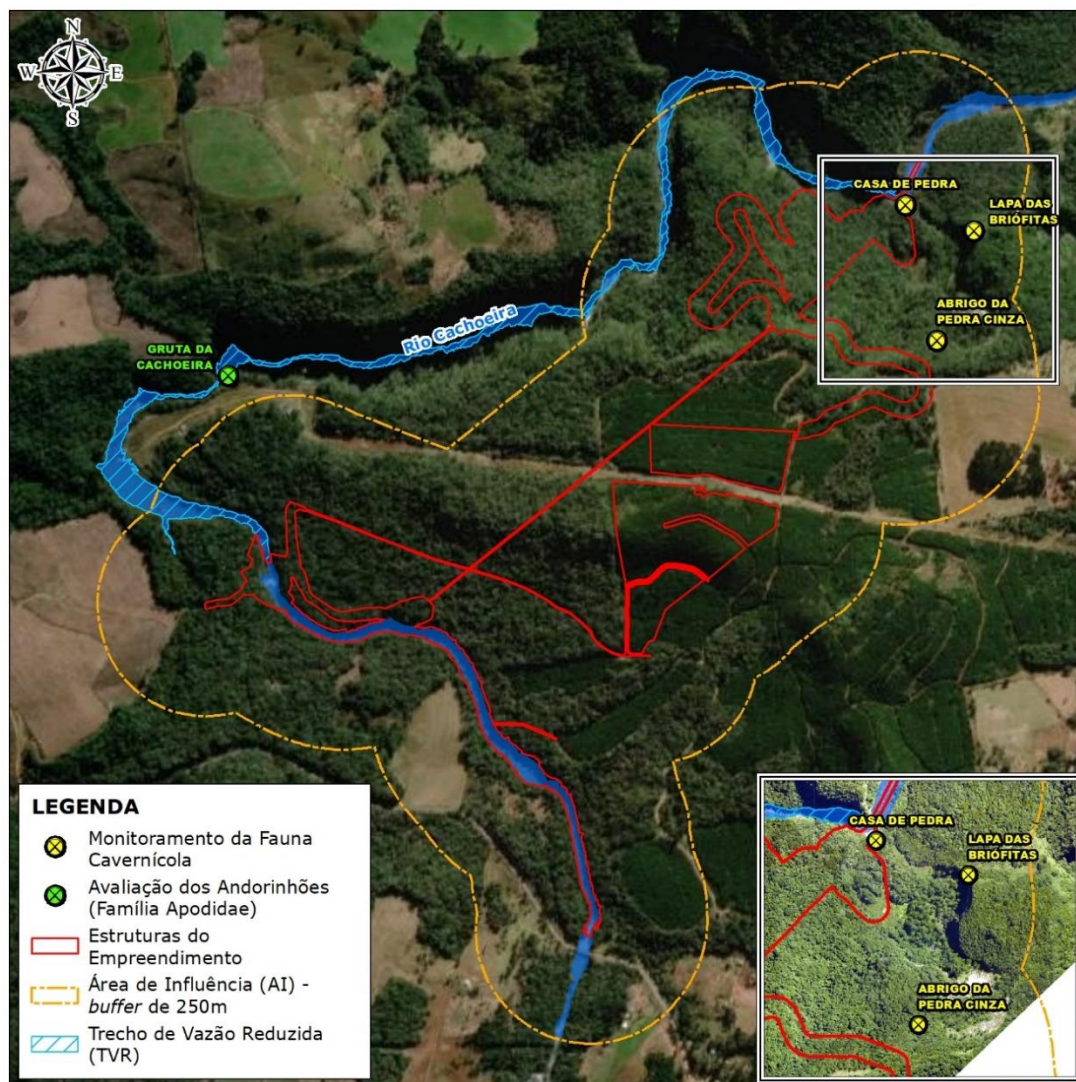 N
W
E
S
CASA DE PEDRA
LAPA DAS
BRIÓFITAS
ABRIGO DA
PEDRA CINZA
Rio Cachoeira
GRUTA DA
CACHOEIRA
LEGENDA
Monitoramento da Fauna
Cavernícola
Avaliação dos Andorinhões
(Família Apodidae)
Estruturas do
Empreendimento
Área de Influência (AI) -
buffer de 250m
Trecho de Vazão Reduzida
(TVR)
CASA DE PEDRA
LAPA DAS
BRIÓFITAS
ABRIGO DA
PEDRA CINZA